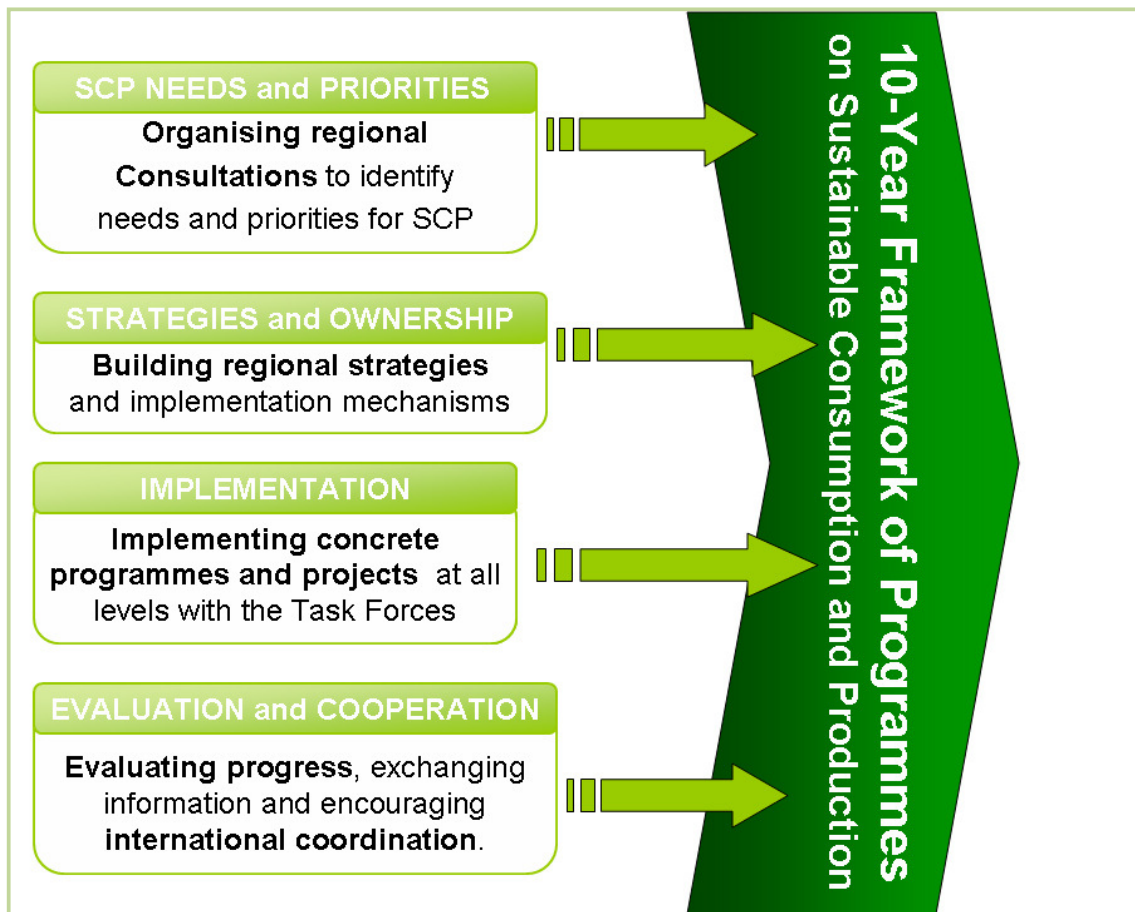 SCP NEEDS and PRIORITIES
Organising regional
Consultations to identify
needs and priorities for SCP
STRATEGIES and OWNERSHIP
Building regional strategies
and implementation mechanisms
IMPLEMENTATION
Implementing concrete
programmes and projects at all
levels with the Task Forces
EVALUATION and COOPERATION
Evaluating progress, exchanging
information and encouraging
international coordination.
10-Year Framework of Programmes
on Sustainable Consumption and Production